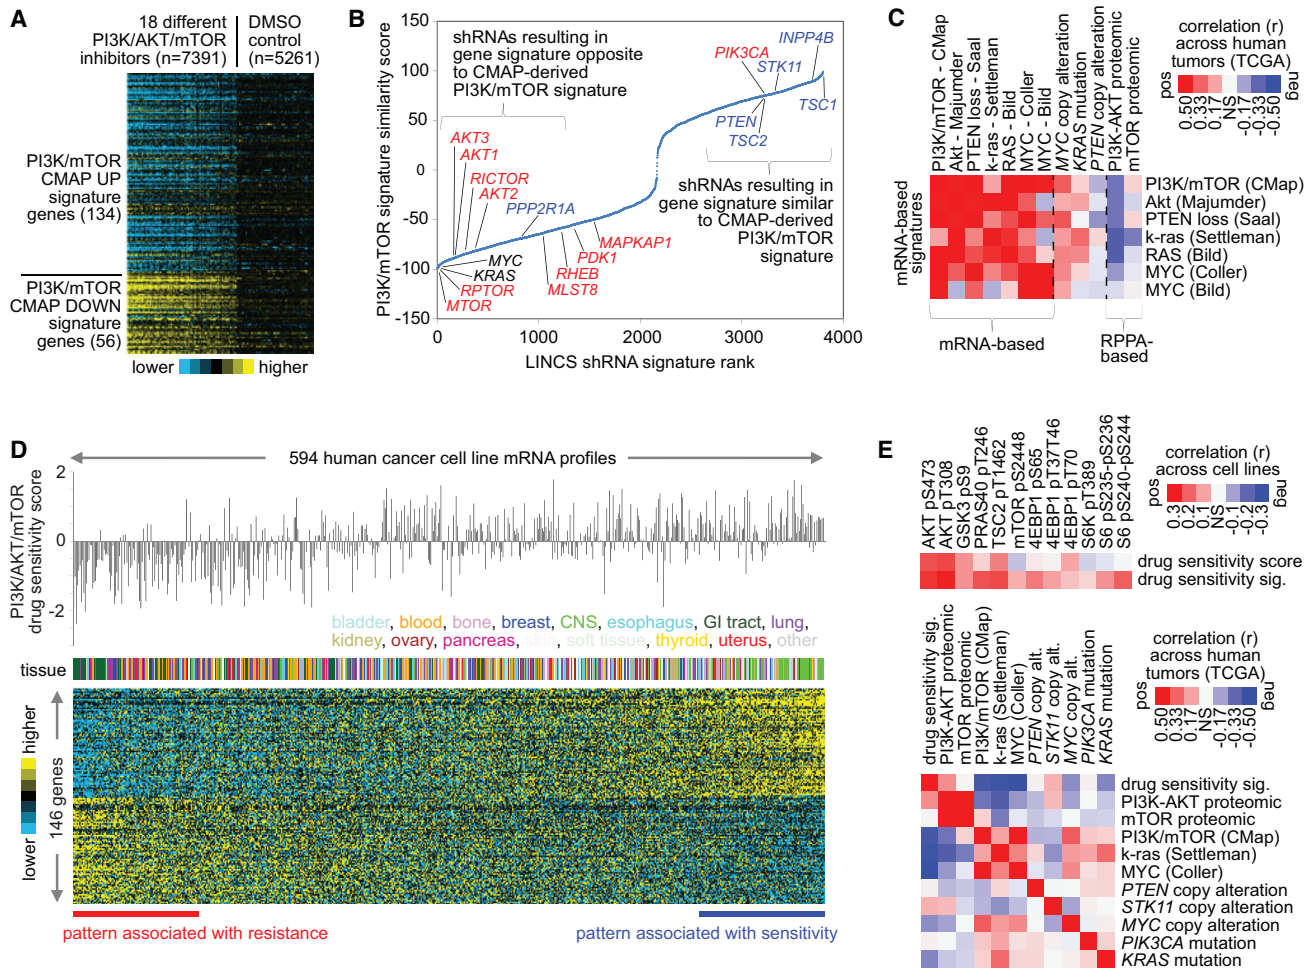 A
18 different
PI3K/AKT/mTOR
inhibitors (n=7391)
DMSO
control
(n=5261)
PI3K/mTOR
CMAP UP
signature
genes (134)
PI3K/mTOR
CMAP DOWN
signature
genes (56)
lower
higher
B
PI3K/mTOR signature similarity score
150
100
50
0
-50
-100
-150
shRNAs resulting in
gene signature opposite
to CMAP-derived
PI3K/mTOR signature
AKT3
AKT1
RICTOR
AKT2
PPP2R1A
MYC
KRAS
RPTOR
MTOR
MAPKAP1
PDK1
RHEB
MLST8
INPP4B
PIK3CA
STK11
TSC1
PTEN
TSC2
shRNAs resulting in
gene signature similar
to CMAP-derived
PI3K/mTOR
signature
0
1000
2000
3000
4000
LINCS shRNA signature rank
C
PI3K/mTOR - CMap
Akt - Majumder
PTEN loss - Saal
k-ras - Settleman
RAS - Bild
MYC - Coller
MYC - Bild
MYC copy alteration
KRAS mutation
PTEN copy alteration
PI3K-AKT proteomic
mTOR proteomic
correlation (r)
across human
tumors (TCGA)
pos
neg
0.50
0.33
0.17
NS
-0.17
-0.33
-0.50
mRNA-based
signatures
PI3K/mTOR (CMap)
Akt (Majumder)
PTEN loss (Saal)
k-ras (Settleman)
RAS (Bild)
MYC (Coller)
MYC (Bild)
mRNA-based
RPPA-
based
D
594 human cancer cell line mRNA profiles
PI3K/AKT/mTOR
drug sensitivity score
2
0
-2
bladder, blood, bone, breast, CNS, esophagus, GI tract, lung,
kidney, ovary, pancreas, skin, soft tissue, thyroid, uterus, other
tissue
lower
higher
146 genes
pattern associated with resistance
pattern associated with sensitivity
E
AKT pS473
AKT pT308
GSK3 pS9
PRAS40 pT246
TSC2 pT1462
mTOR pS2448
4EBP1 pS65
4EBP1 pT37T46
4EBP1 pT70
S6K pT389
S6 pS235-pS236
S6 pS240-pS244
correlation (r)
across cell lines
pos
neg
0.3
0.2
0.1
NS
-0.1
-0.2
-0.3
drug sensitivity score
drug sensitivity sig.
drug sensitivity sig.
PI3K-AKT proteomic
mTOR proteomic
PI3K/mTOR (CMap)
k-ras (Settleman)
MYC (Coller)
PTEN copy alt.
STK11 copy alt.
MYC copy alt.
PIK3CA mutation
KRAS mutation
correlation (r)
across human
tumors (TCGA)
pos
neg
0.50
0.33
0.17
NS
-0.17
-0.33
-0.50
drug sensitivity sig.
PI3K-AKT proteomic
mTOR proteomic
PI3K/mTOR (CMap)
k-ras (Settleman)
MYC (Coller)
PTEN copy alteration
STK11 copy alteration
MYC copy alteration
PIK3CA mutation
KRAS mutation